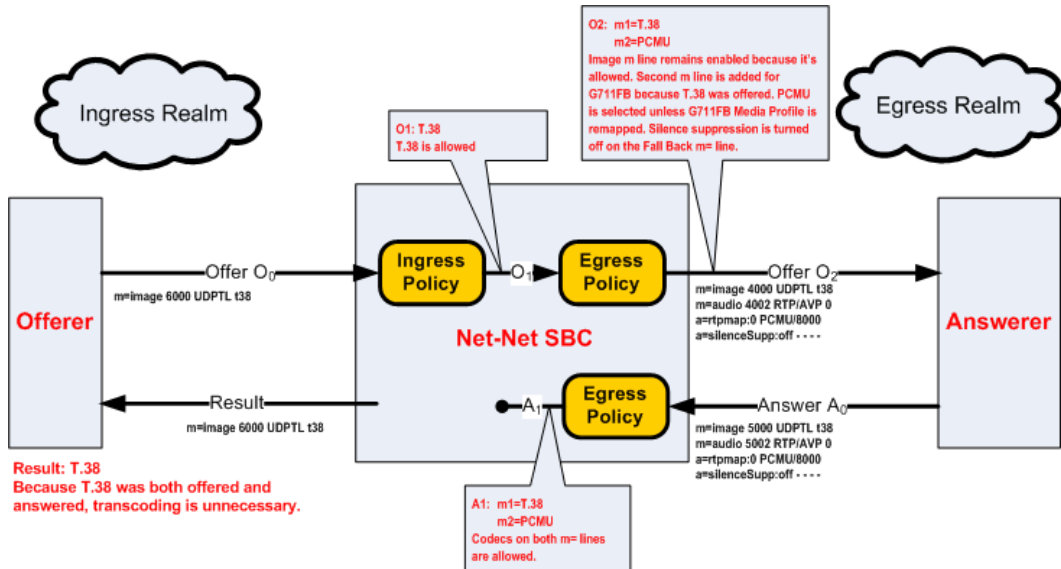 O2: m1=T.38
m2=PCMU
Image m line remains enabled because it's
allowed. Second m line is added for
G711FB because T.38 was offered. PCMU
is selected unless G711FB Media Profile is
remapped. Silence suppression is turned
off on the Fall Back m= line.
Ingress Realm
Egress Realm
O1: T.38
T.38 is allowed
Offerer
Offer O0
m=image 6000 UDPTL t38
Ingress
Policy
O1
Egress
Policy
Offer O2
m=image 4000 UDPTL t38
m=audio 4002 RTP/AVP 0
a=rtpmap:0 PCMU/8000
a=silenceSupp:off - - - -
Answerer
Net-Net SBC
Result
m=image 6000 UDPTL t38
A1
Egress
Policy
Answer A0
m=image 5000 UDPTL t38
m=audio 5002 RTP/AVP 0
a=rtpmap:0 PCMU/8000
a=silenceSupp:off - - - -
Result: T.38
Because T.38 was both offered and
answered, transcoding is unnecessary.
A1: m1=T.38
m2=PCMU
Codecs on both m= lines
are allowed.